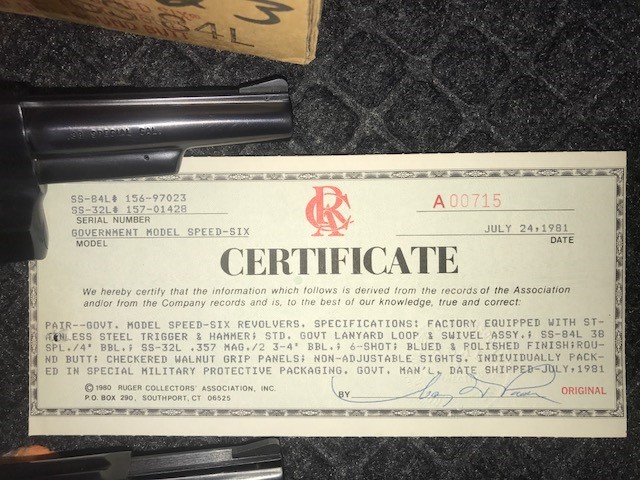 84L
SPECIAL CAL.
SS-84L# 156-97023
SS-32L# 157-01428
SERIAL NUMBER
GOVERNMENT MODEL SPEED-SIX
MODEL
A00715
JULY 24,1981
DATE
CERTIFICATE
We hereby certify that the information which follows is derived from the records of the Association
and/or from the Company records and is, to the best of our knowledge, true and correct:
PAIR--GOVT. MODEL SPEED-SIX REVOLVERS. SPECIFICATIONS: FACTORY EQUIPPED WITH ST-
AINLESS STEEL TRIGGER & HAMMER; STD. GOVT LANYARD LOOP & SWIVEL ASSY.; SS-84L 38
SPL./4" BBL.; SS-32L .357 MAG./2 3-4" BBL.; 6-SHOT; BLUED & POLISHED FINISH;ROU-
ND BUTT; CHECKERED WALNUT GRIP PANELS; NON-ADJUSTABLE SIGHTS. INDIVIDUALLY PACK-
ED IN SPECIAL MILITARY PROTECTIVE PACKAGING. GOVT. MAN'L. DATE SHIPPED-JULY,1981
© 1980 RUGER COLLECTORS' ASSOCIATION, INC.
P.O. BOX 290, SOUTHPORT, CT 06525
BY
ORIGINAL